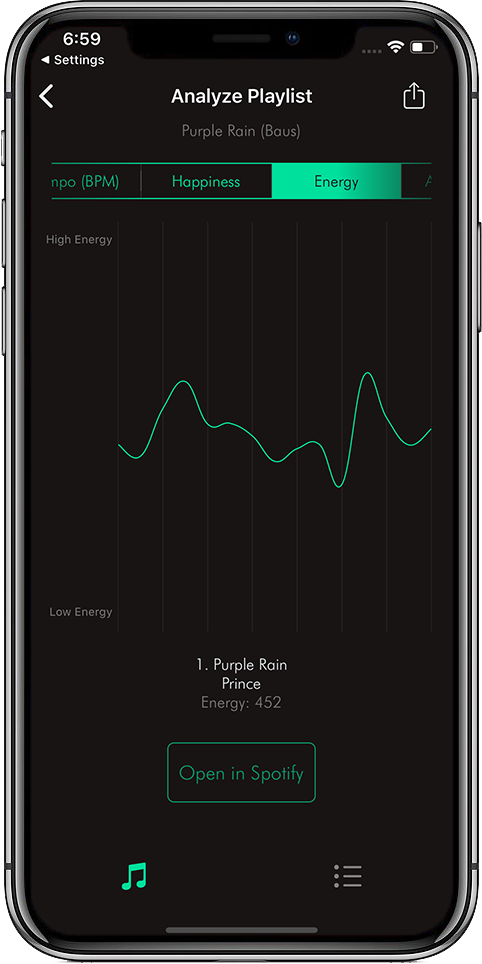 6:59
◀ Settings
Analyze Playlist
Purple Rain (Baus)
mpo (BPM) Happiness Energy A
High Energy
Low Energy
1. Purple Rain
Prince
Energy: 452
Open in Spotify